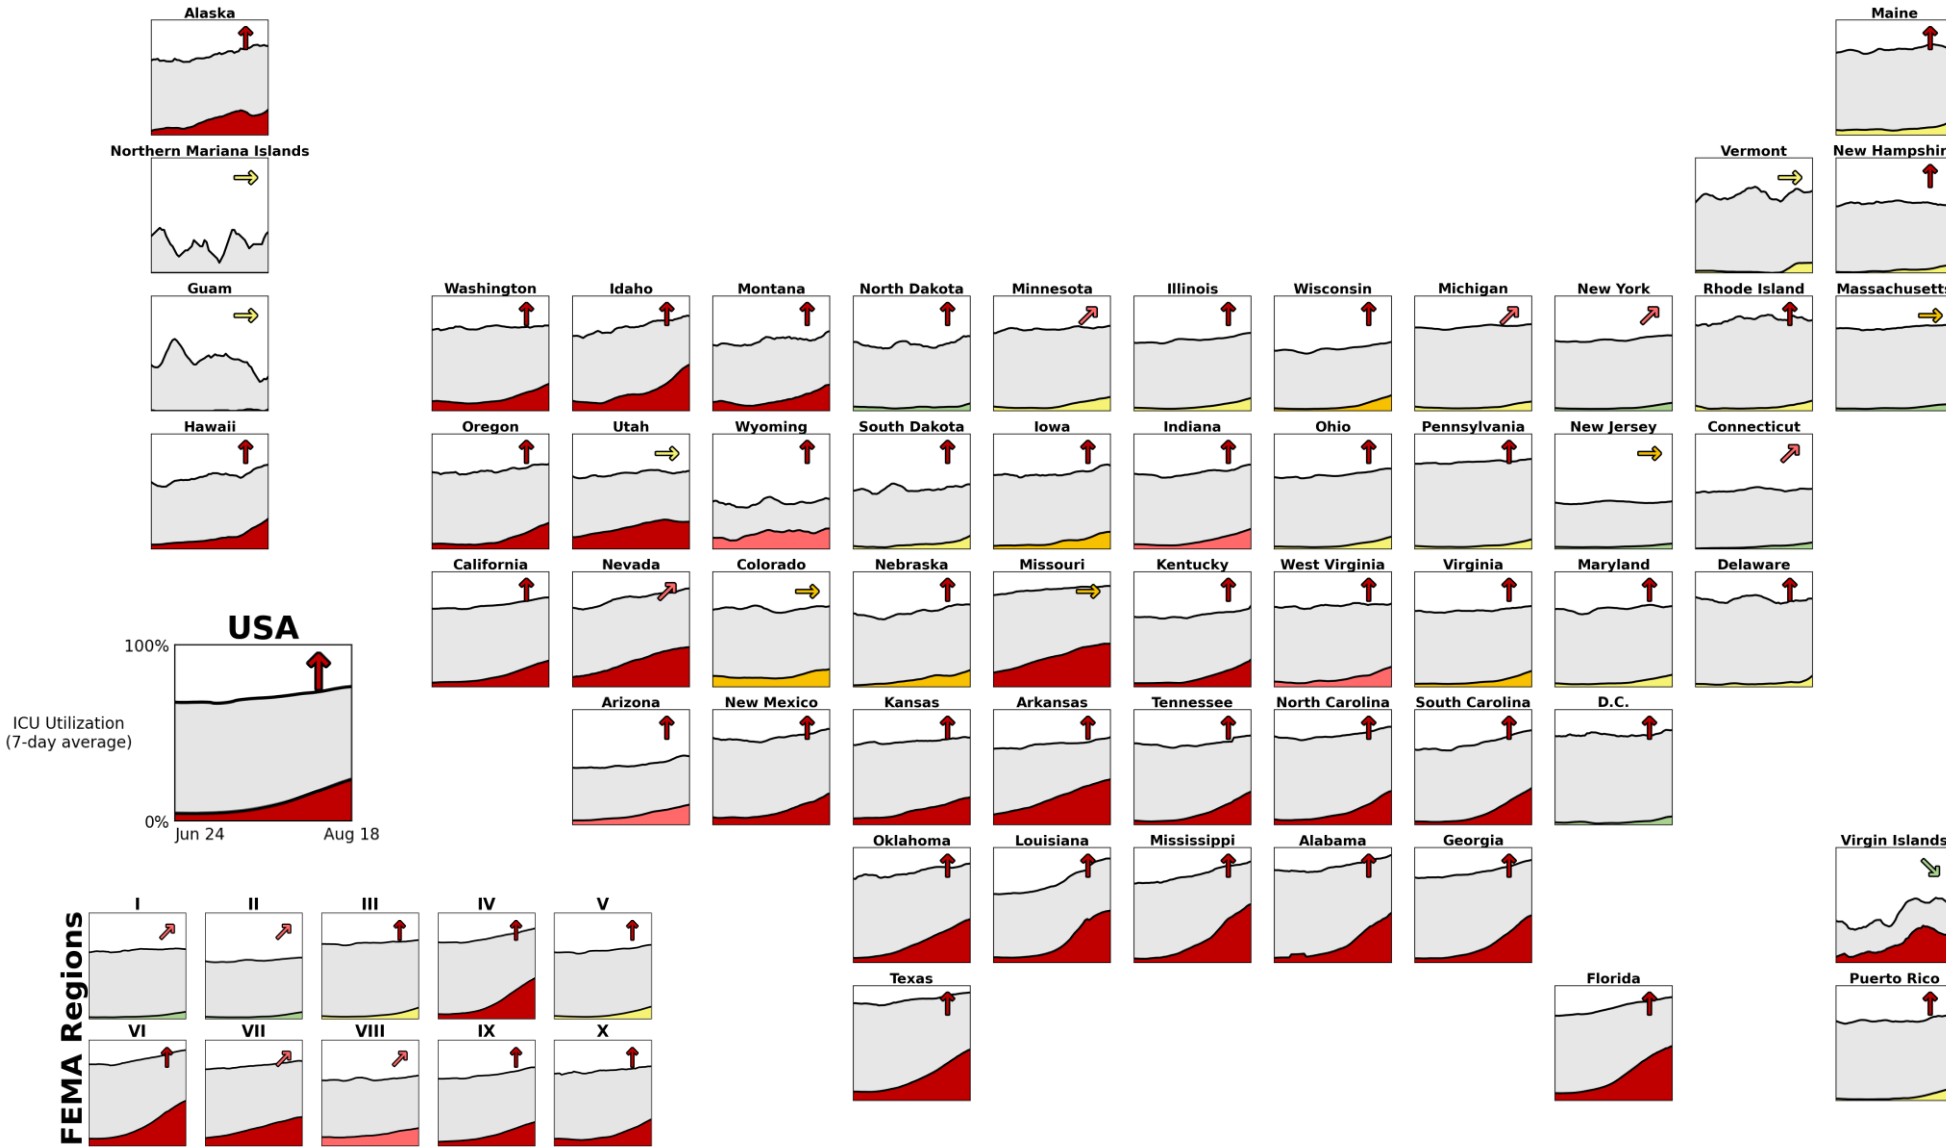 Alaska
Maine
Northern Mariana Islands
Vermont
New Hampshir
Guam
Washington
Idaho
Montana
North Dakota
Minnesota
Illinois
Wisconsin
Michigan
New York
Rhode Island
Massachusetts
Hawaii
Oregon
Utah
Wyoming
South Dakota
Iowa
Indiana
Ohio
Pennsylvania
New Jersey
Connecticut
California
Nevada
Colorado
Nebraska
Missouri
Kentucky
West Virginia
Virginia
Maryland
Delaware
USA
100%
ICU Utilization
(7-day average)
0%
Jun 24
Aug 18
Arizona
New Mexico
Kansas
Arkansas
Tennessee
North Carolina
South Carolina
D.C.
Oklahoma
Louisiana
Mississippi
Alabama
Georgia
Virgin Islands
Texas
Florida
Puerto Rico
FEMA Regions
I
II
III
IV
V
VI
VII
VIII
IX
X